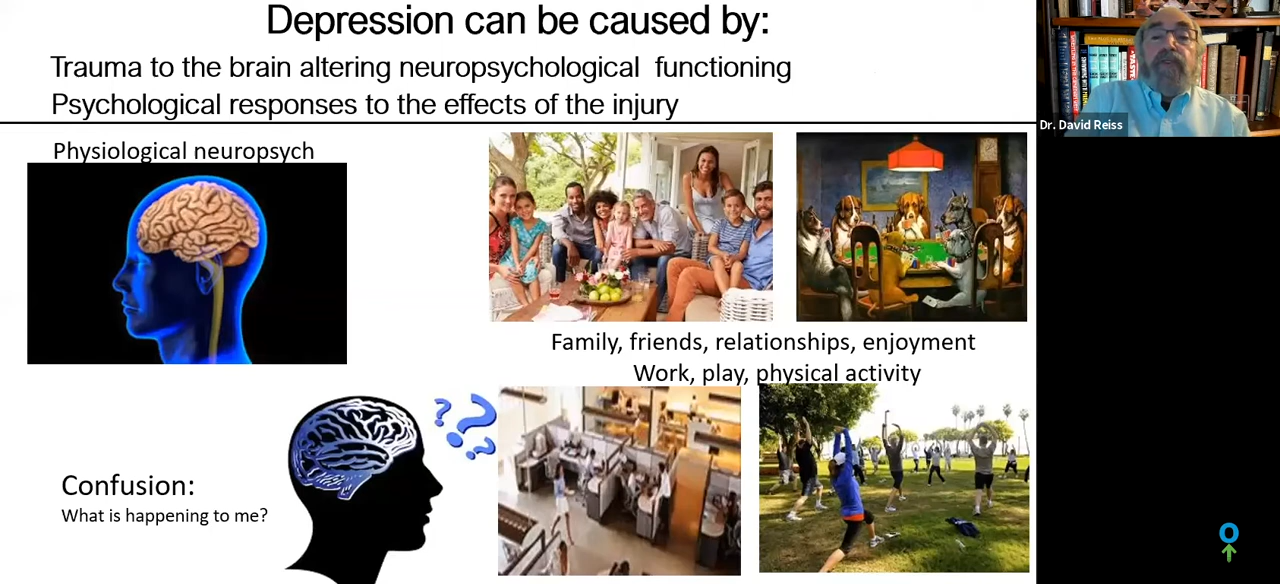 Depression can be caused by:
Trauma to the brain altering neuropsychological functioning
Psychological responses to the effects of the injury
Physiological neuropsych
Dr. David Reiss
Family, friends, relationships, enjoyment
Work, play, physical activity
???
Confusion:
What is happening to me?